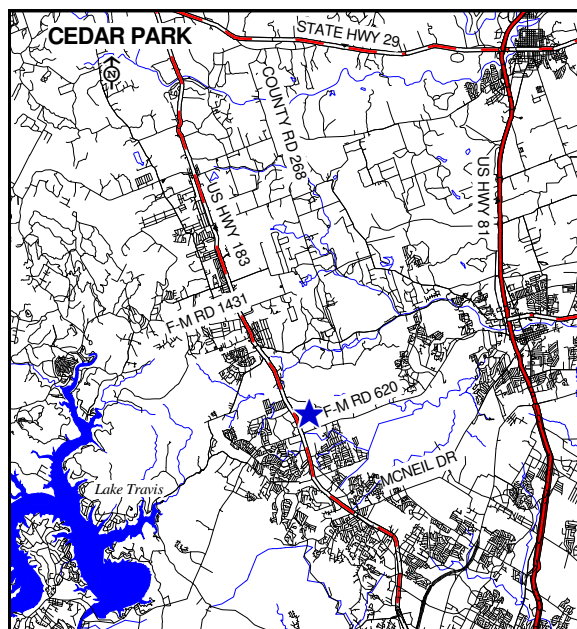 CEDAR PARK
STATE HWY 29
N
COUNTY RD 268
US HWY 183
US HWY 81
F-M RD 1431
F-M RD 620
MCNEIL DR
Lake Travis